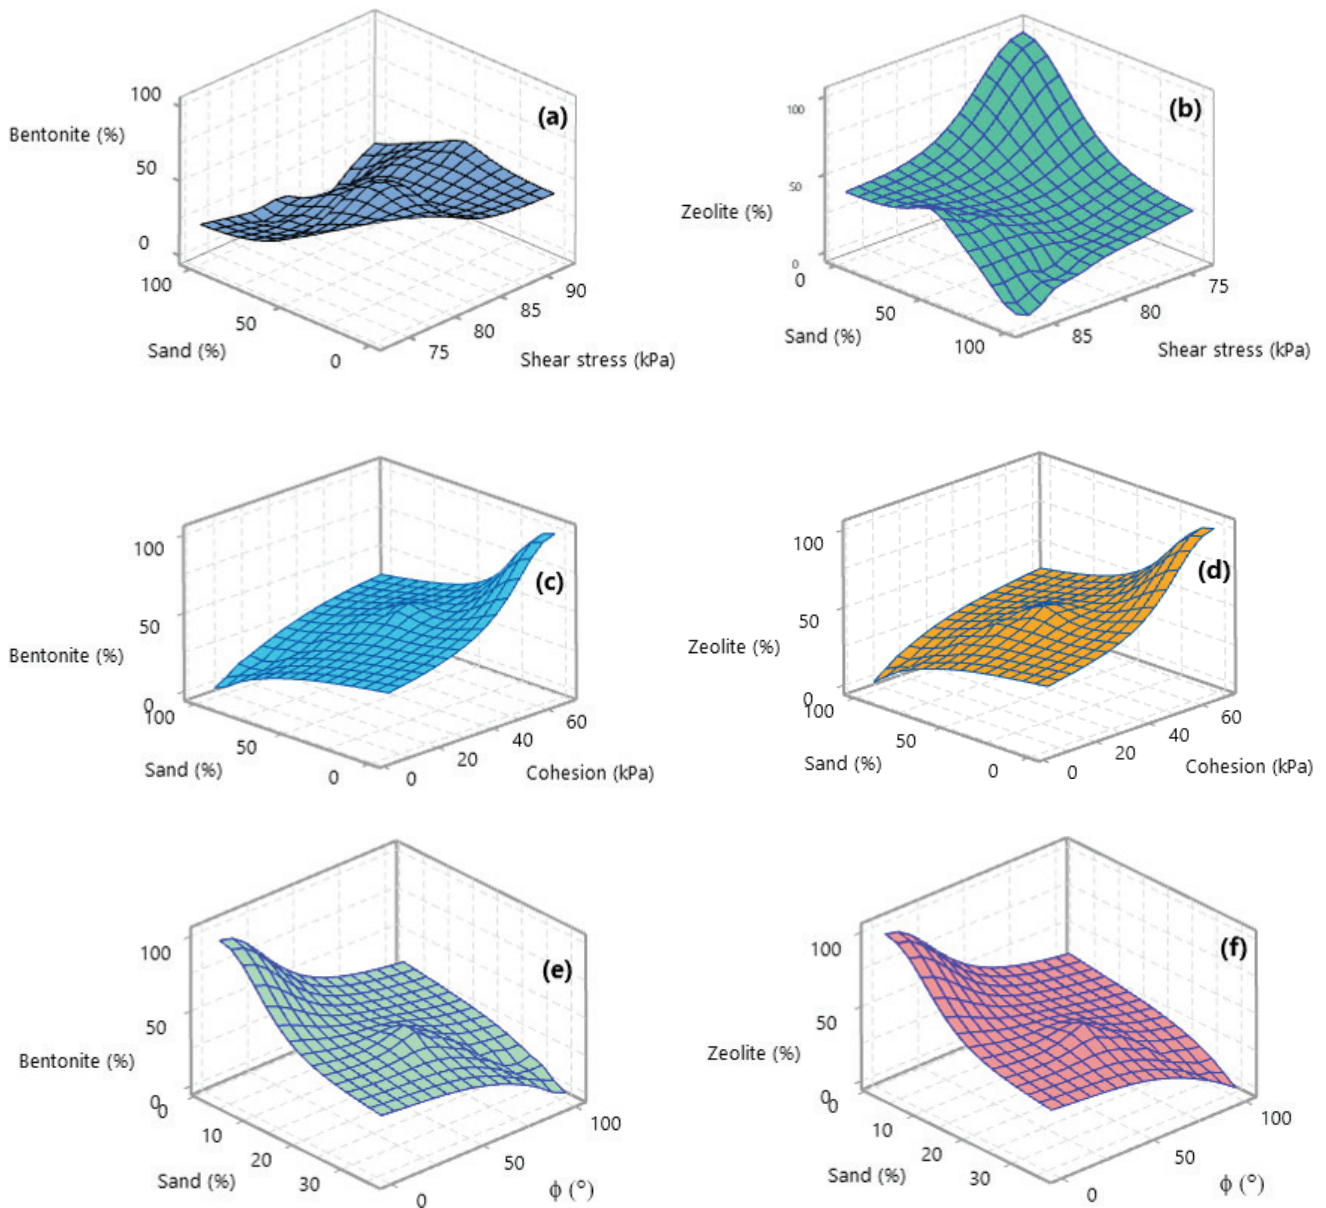 (a)
100
Bentonite (%)
50
0
100
50
0
Sand (%)
75
80
85
90
Shear stress (kPa)
(b)
100
50
Zeolite (%)
0
0
50
100
Sand (%)
85
80
75
Shear stress (kPa)
(c)
100
50
Bentonite (%)
0
100
50
0
Sand (%)
0
20
40
60
Cohesion (kPa)
(d)
100
50
Zeolite (%)
0
100
50
0
Sand (%)
0
20
40
60
Cohesion (kPa)
(e)
100
50
Bentonite (%)
0
0
10
20
30
Sand (%)
0
50
100
ϕ (°)
(f)
100
50
Zeolite (%)
0
0
10
20
30
Sand (%)
0
50
100
ϕ (°)